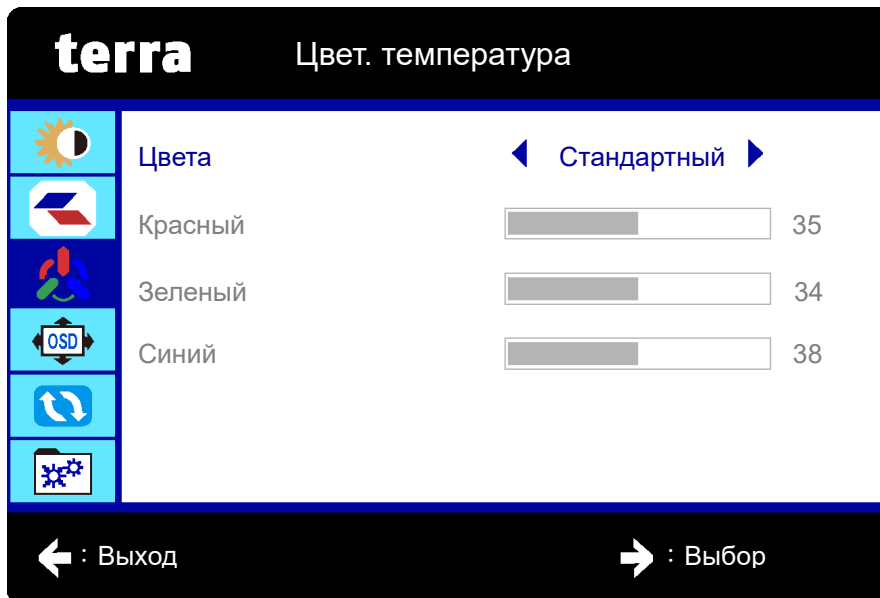 terra Цвет. температура
Цвета Стандартный
Красный 35
Зеленый 34
OSD
Синий 38
: Выход : Выбор